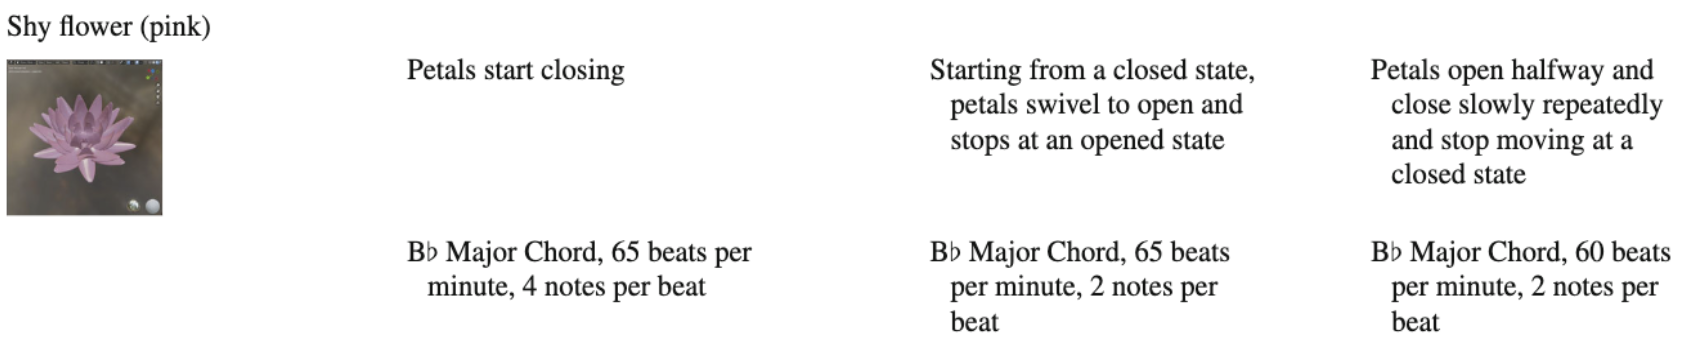 Shy flower (pink)
Petals start closing
Starting from a closed state,
petals swivel to open and
stops at an opened state
Petals open halfway and
close slowly repeatedly
and stop moving at a
closed state
B♭ Major Chord, 65 beats per
minute, 4 notes per beat
B♭ Major Chord, 65 beats
per minute, 2 notes per
beat
B♭ Major Chord, 60 beats
per minute, 2 notes per
beat